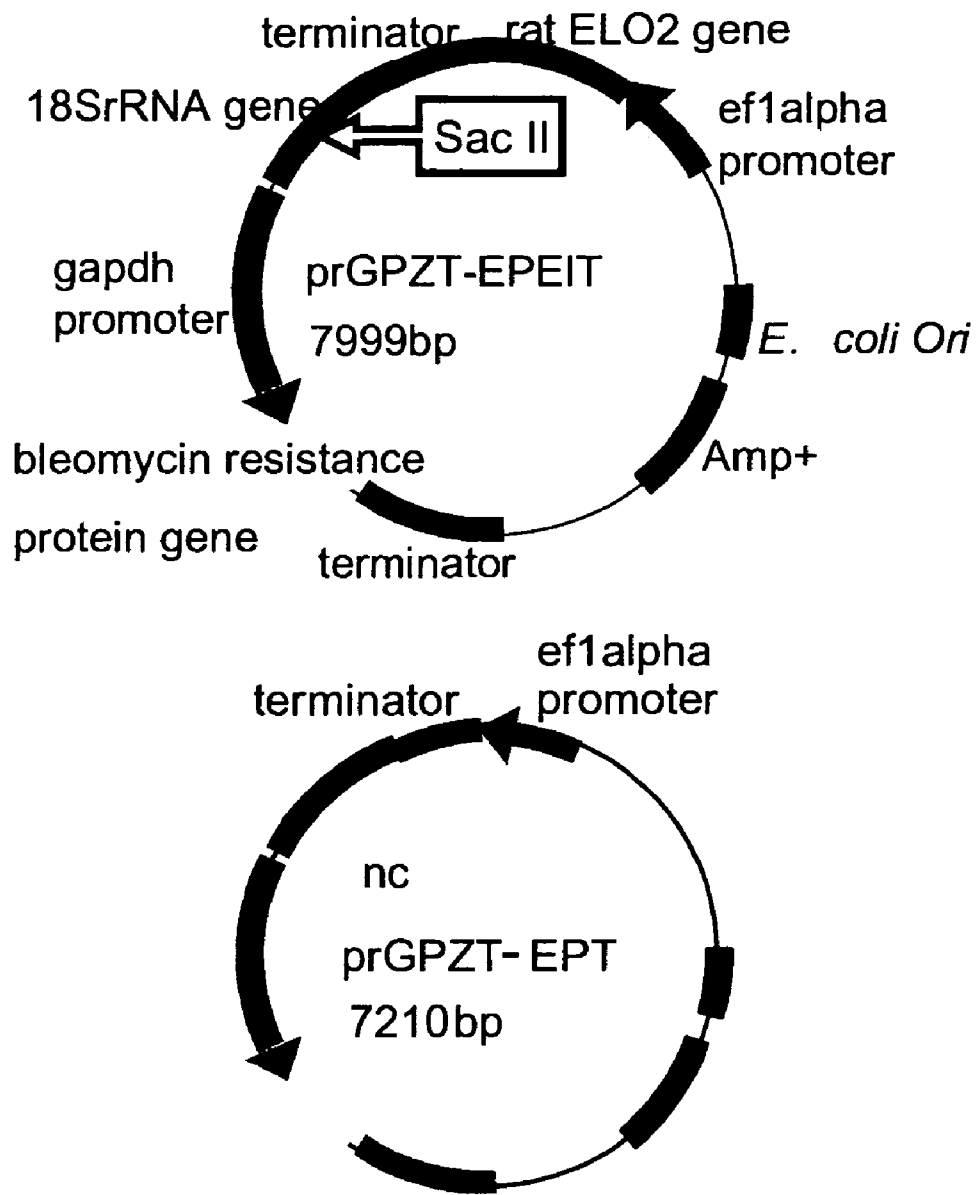 terminator rat ELO2 gene
18SrRNA gene
Sac II
ef1alpha
promoter
gapdh
promoter
prGPZT-EPEIT
7999bp
E. coli Ori
Amp+
bleomycin resistance
protein gene
terminator
ef1alpha
promoter
terminator
nc
prGPZT-EPT
7210bp